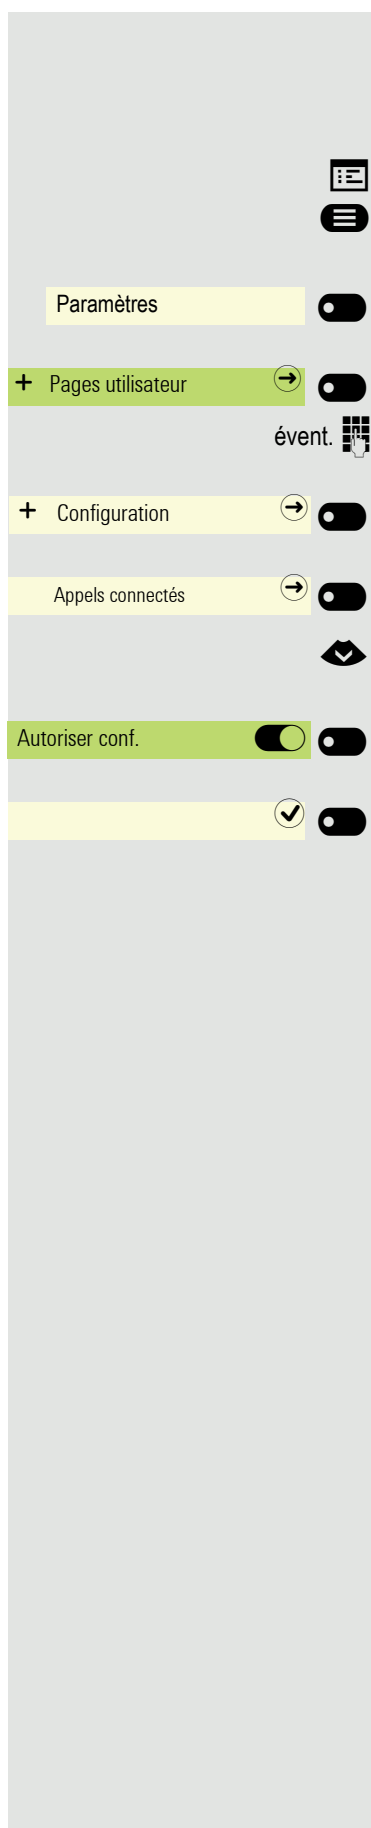 Paramètres
+ Pages utilisateur
évent.
+ Configuration
Appels connectés
Autoriser conf.